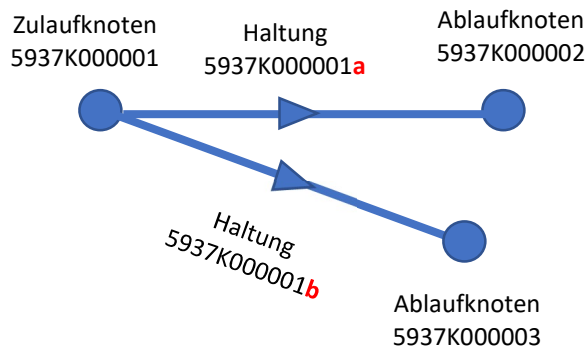 Zulaufknoten
5937K000001
Haltung
5937K000001a
Ablaufknoten
5937K000002
Haltung
5937K000001b
Ablaufknoten
5937K000003